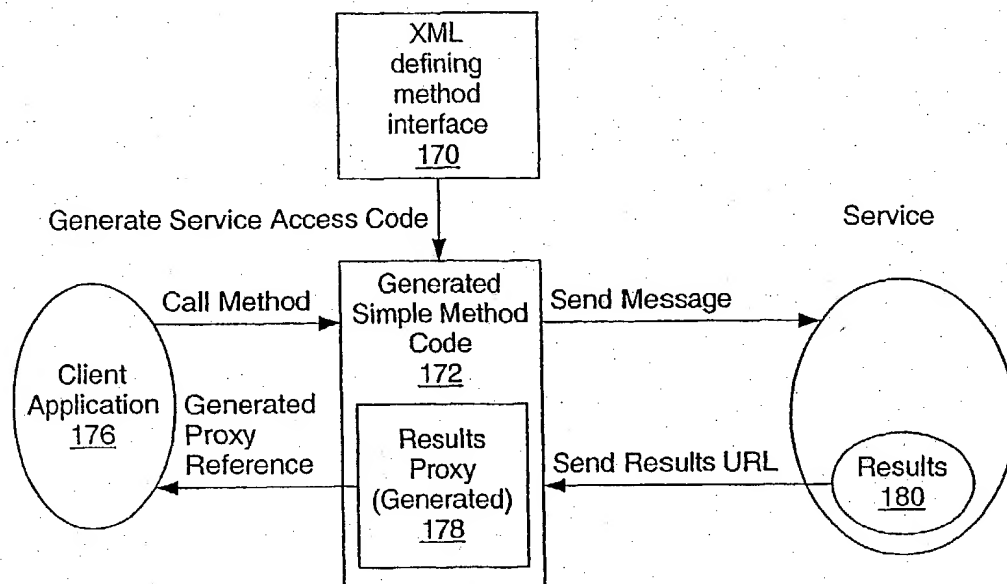 XML
defining
method
interface
170
Generate Service Access Code
Service
Call Method
Generated
Simple Method
Code
172
Send Message
Client
Application
176
Generated
Proxy
Reference
Results
Proxy
(Generated)
178
Send Results URL
Results
180